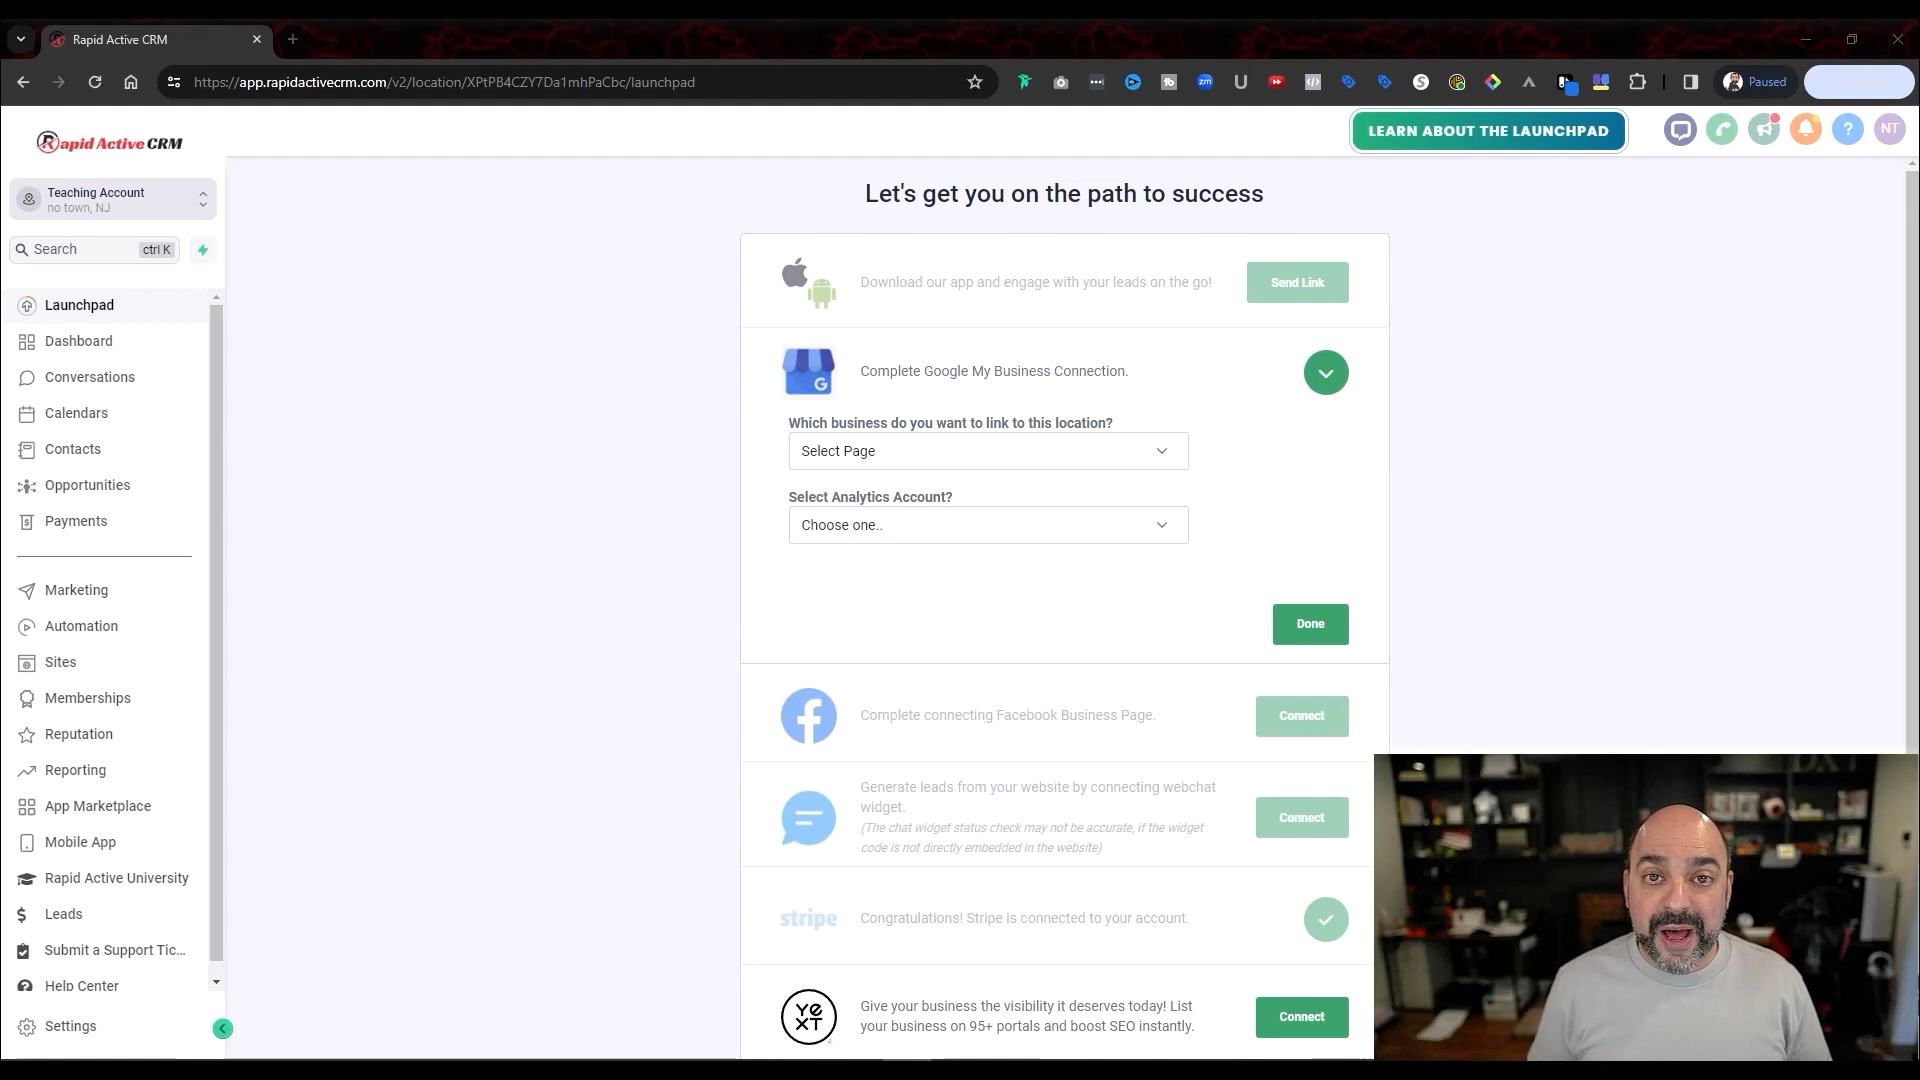 Rapid Active CRM
https://app.rapidactivecrm.com/v2/location/XPtPB4CZY7Da1mhPaCbc/launchpad
Paused
Rapid Active CRM
LEARN ABOUT THE LAUNCHPAD
NT
Teaching Account
no town, NJ
Search
ctrl K
Launchpad
Dashboard
Conversations
Calendars
Contacts
Opportunities
Payments
Marketing
Automation
Sites
Memberships
Reputation
Reporting
App Marketplace
Mobile App
Rapid Active University
Leads
Submit a Support Tic...
Help Center
Settings
Let's get you on the path to success
Download our app and engage with your leads on the go!
Send Link
Complete Google My Business Connection.
Which business do you want to link to this location?
Select Page
Select Analytics Account?
Choose one..
Done
Complete connecting Facebook Business Page.
Connect
Generate leads from your website by connecting webchat
widget.
(The chat widget status check may not be accurate, if the widget
code is not directly embedded in the website)
Connect
stripe
Congratulations! Stripe is connected to your account.
YEXT
Give your business the visibility it deserves today! List
your business on 95+ portals and boost SEO instantly.
Connect